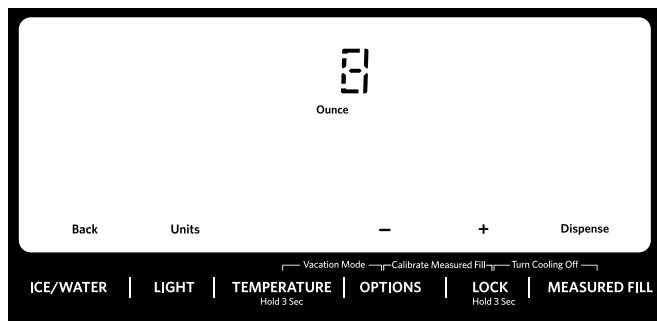 8
Ounce
Back Units − + Dispense
Vacation Mode Calibrate Measured Fill Turn Cooling Off
ICE/WATER | LIGHT | TEMPERATURE | OPTIONS | LOCK | MEASURED FILL
Hold 3 Sec Hold 3 Sec